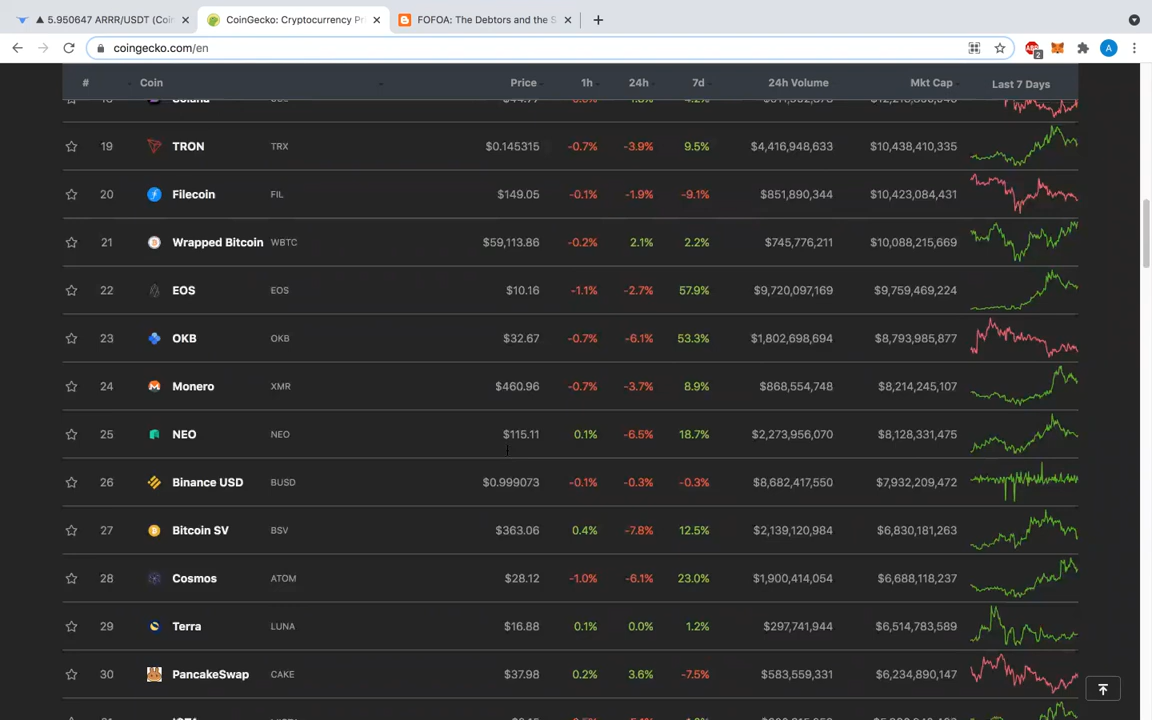 ▲ 5.950647 ARRR/USDT (Coi
CoinGecko: Cryptocurrency Pr
FOFOA: The Debtors and the S
coingecko.com/en
2
A
# Coin Price 1h 24h 7d 24h Volume Mkt Cap Last 7 Days
19 TRON TRX $0.145315 -0.7% -3.9% 9.5% $4,416,948,633 $10,438,410,335
20 Filecoin FIL $149.05 -0.1% -1.9% -9.1% $851,890,344 $10,423,084,431
21 Wrapped Bitcoin WBTC $59,113.86 -0.2% 2.1% 2.2% $745,776,211 $10,088,215,669
22 EOS EOS $10.16 -1.1% -2.7% 57.9% $9,720,097,169 $9,759,469,224
23 OKB OKB $32.67 -0.7% -6.1% 53.3% $1,802,698,694 $8,793,985,877
24 Monero XMR $460.96 -0.7% -3.7% 8.9% $868,554,748 $8,214,245,107
25 NEO NEO $115.11 0.1% -6.5% 18.7% $2,273,956,070 $8,128,331,475
26 Binance USD BUSD $0.999073 -0.1% -0.3% -0.3% $8,682,417,550 $7,932,209,472
27 Bitcoin SV BSV $363.06 0.4% -7.8% 12.5% $2,139,120,984 $6,830,181,263
28 Cosmos ATOM $28.12 -1.0% -6.1% 23.0% $1,900,414,054 $6,688,118,237
29 Terra LUNA $16.88 0.1% 0.0% 1.2% $297,741,944 $6,514,783,589
30 PancakeSwap CAKE $37.98 0.2% 3.6% -7.5% $583,559,331 $6,234,890,147